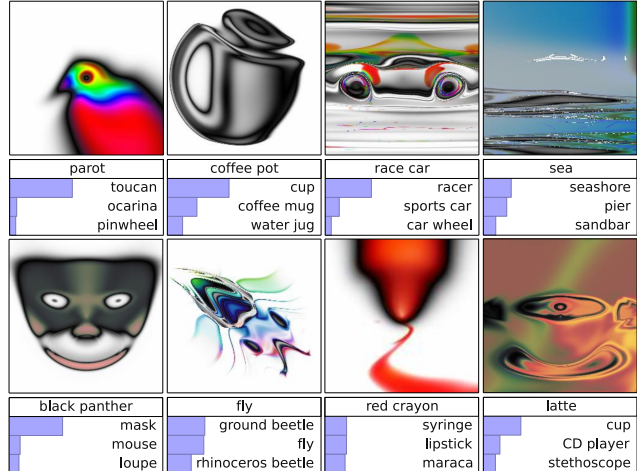 parot
toucan
ocarina
pinwheel
coffee pot
cup
coffee mug
water jug
race car
racer
sports car
car wheel
sea
seashore
pier
sandbar
black panther
mask
mouse
loupe
fly
ground beetle
fly
rhinoceros beetle
red crayon
syringe
lipstick
maraca
latte
cup
CD player
stethoscope